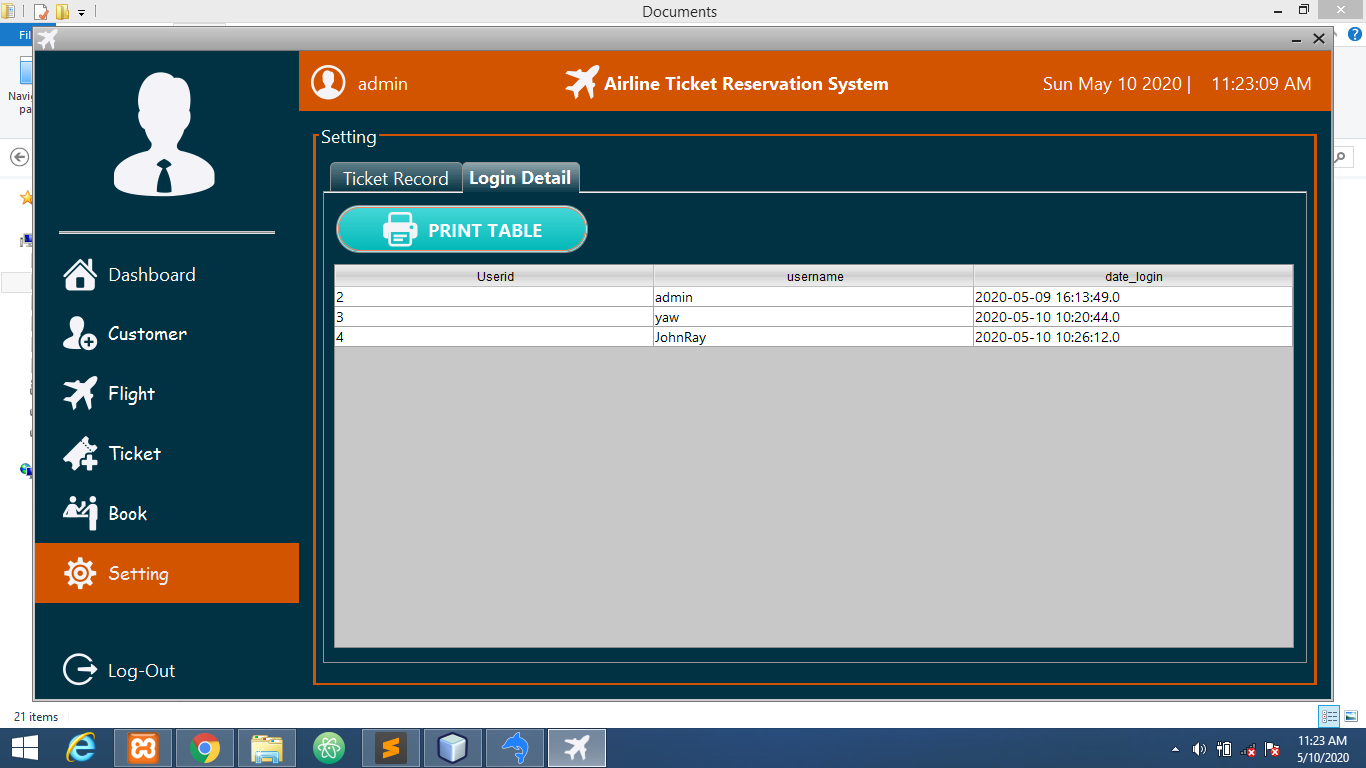 Documents
Fil
Navi
pa
admin
Airline Ticket Reservation System
Sun May 10 2020 |
11:23:09 AM
Setting
Ticket Record
Login Detail
PRINT TABLE
Dashboard
Customer
Flight
Ticket
Book
Setting
Log-Out
Userid username date_login
2 admin 2020-05-09 16:13:49.0
3 yaw 2020-05-10 10:20:44.0
4 JohnRay 2020-05-10 10:26:12.0
21 items
11:23 AM
5/10/2020